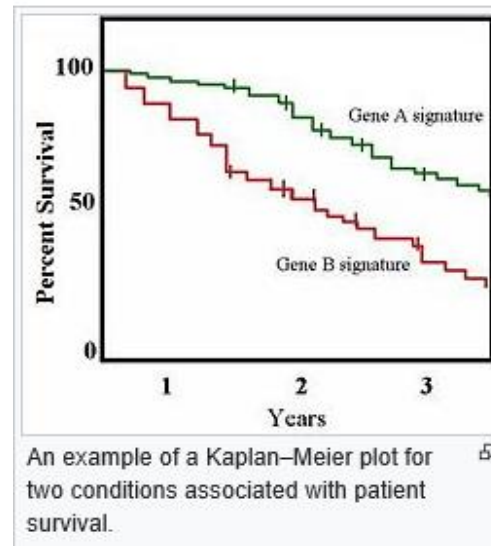 100
Gene A signature
Percent Survival
50
Gene B signature
0
1 2 3
Years
An example of a Kaplan–Meier plot for
two conditions associated with patient
survival.